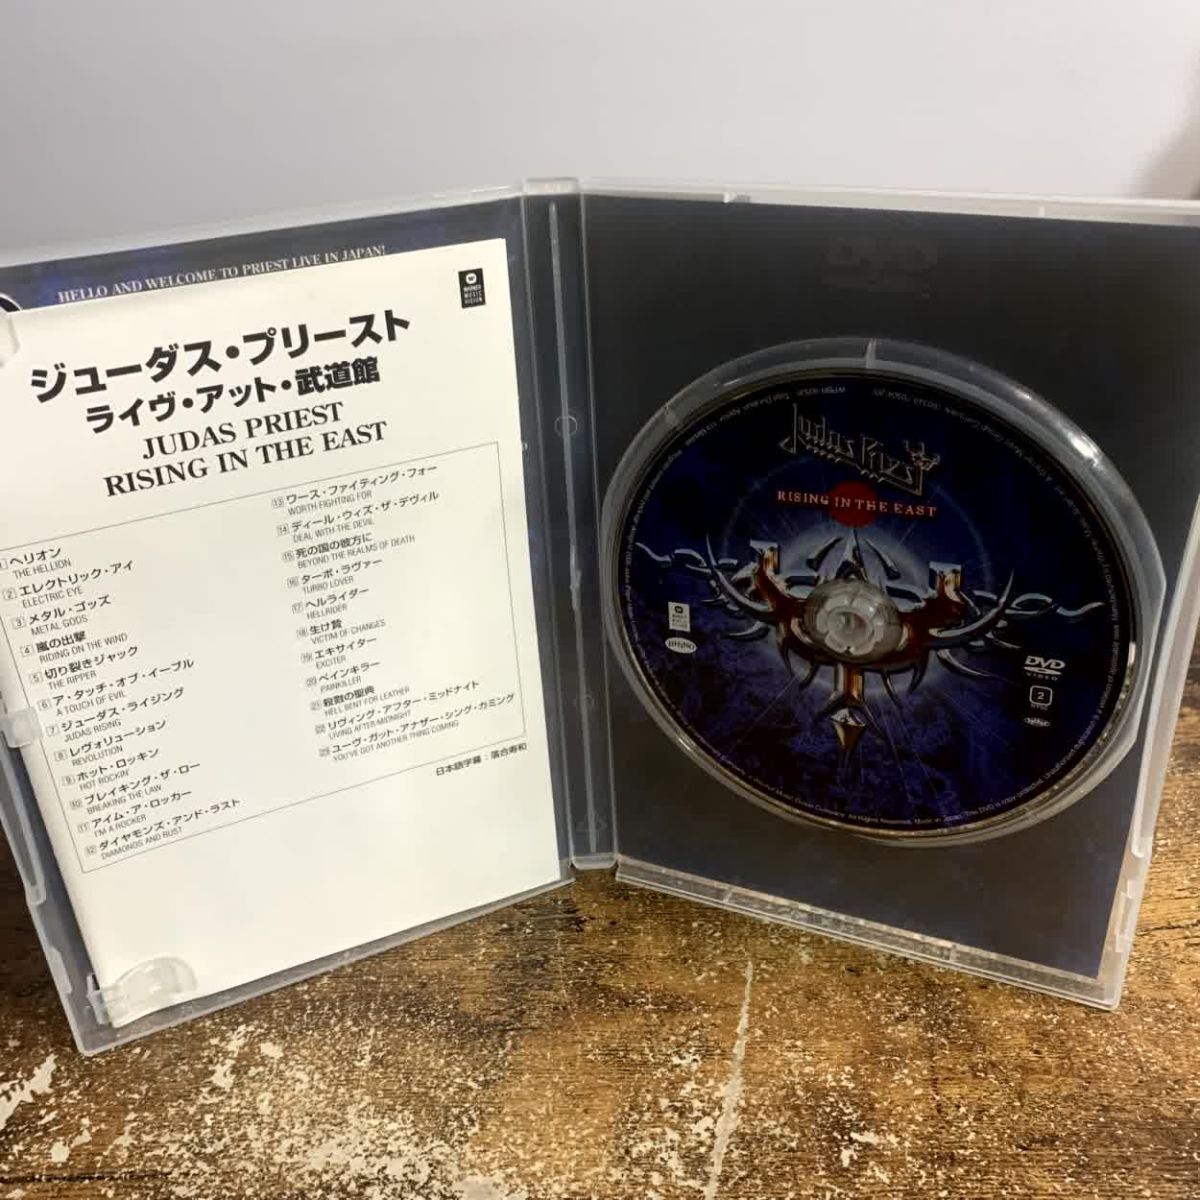 HELLO AND WELCOME TO PRIEST LIVE IN JAPAN!
WARNER
MUSIC
VISION
ジューダス・プリースト
ライヴ・アット・武道館
JUDAS PRIEST
RISING IN THE EAST
1 ヘリオン
THE HELLION
2 エレクトリック・アイ
ELECTRIC EYE
3 メタル・ゴッズ
METAL GODS
4 嵐の出撃
RIDING ON THE WIND
5 切り裂きジャック
THE RIPPER
6 ア・タッチ・オブ・イーブル
A TOUCH OF EVIL
7 ジューダス・ライジング
JUDAS RISING
8 レヴォリューション
REVOLUTION
9 ホット・ロッキン
HOT ROCKIN'
10 ブレイキング・ザ・ロー
BREAKING THE LAW
11 アイム・ア・ロッカー
I'M A ROCKER
12 ダイヤモンズ・アンド・ラスト
DIAMONDS AND RUST
13 ワース・ファイティング・フォー
WORTH FIGHTING FOR
14 ディール・ウィズ・ザ・デヴィル
DEAL WITH THE DEVIL
15 死の国の彼方に
BEYOND THE REALMS OF DEATH
16 ターボ・ラヴァー
TURBO LOVER
17 ヘルライダー
HELLRIDER
18 生け贄
VICTIM OF CHANGES
19 エキサイター
EXCITER
20 ペインキラー
PAINKILLER
21 殺戮の聖典
HELL BENT FOR LEATHER
22 リヴィング・アフター・ミッドナイト
LIVING AFTER MIDNIGHT
23 ユーヴ・ガット・アナザー・シング・カミング
YOU'VE GOT ANOTHER THING COMING
日本語字幕：落合寿和
DVD
Judas Priest
RISING IN THE EAST
RHINO
DVD
VIDEO
2